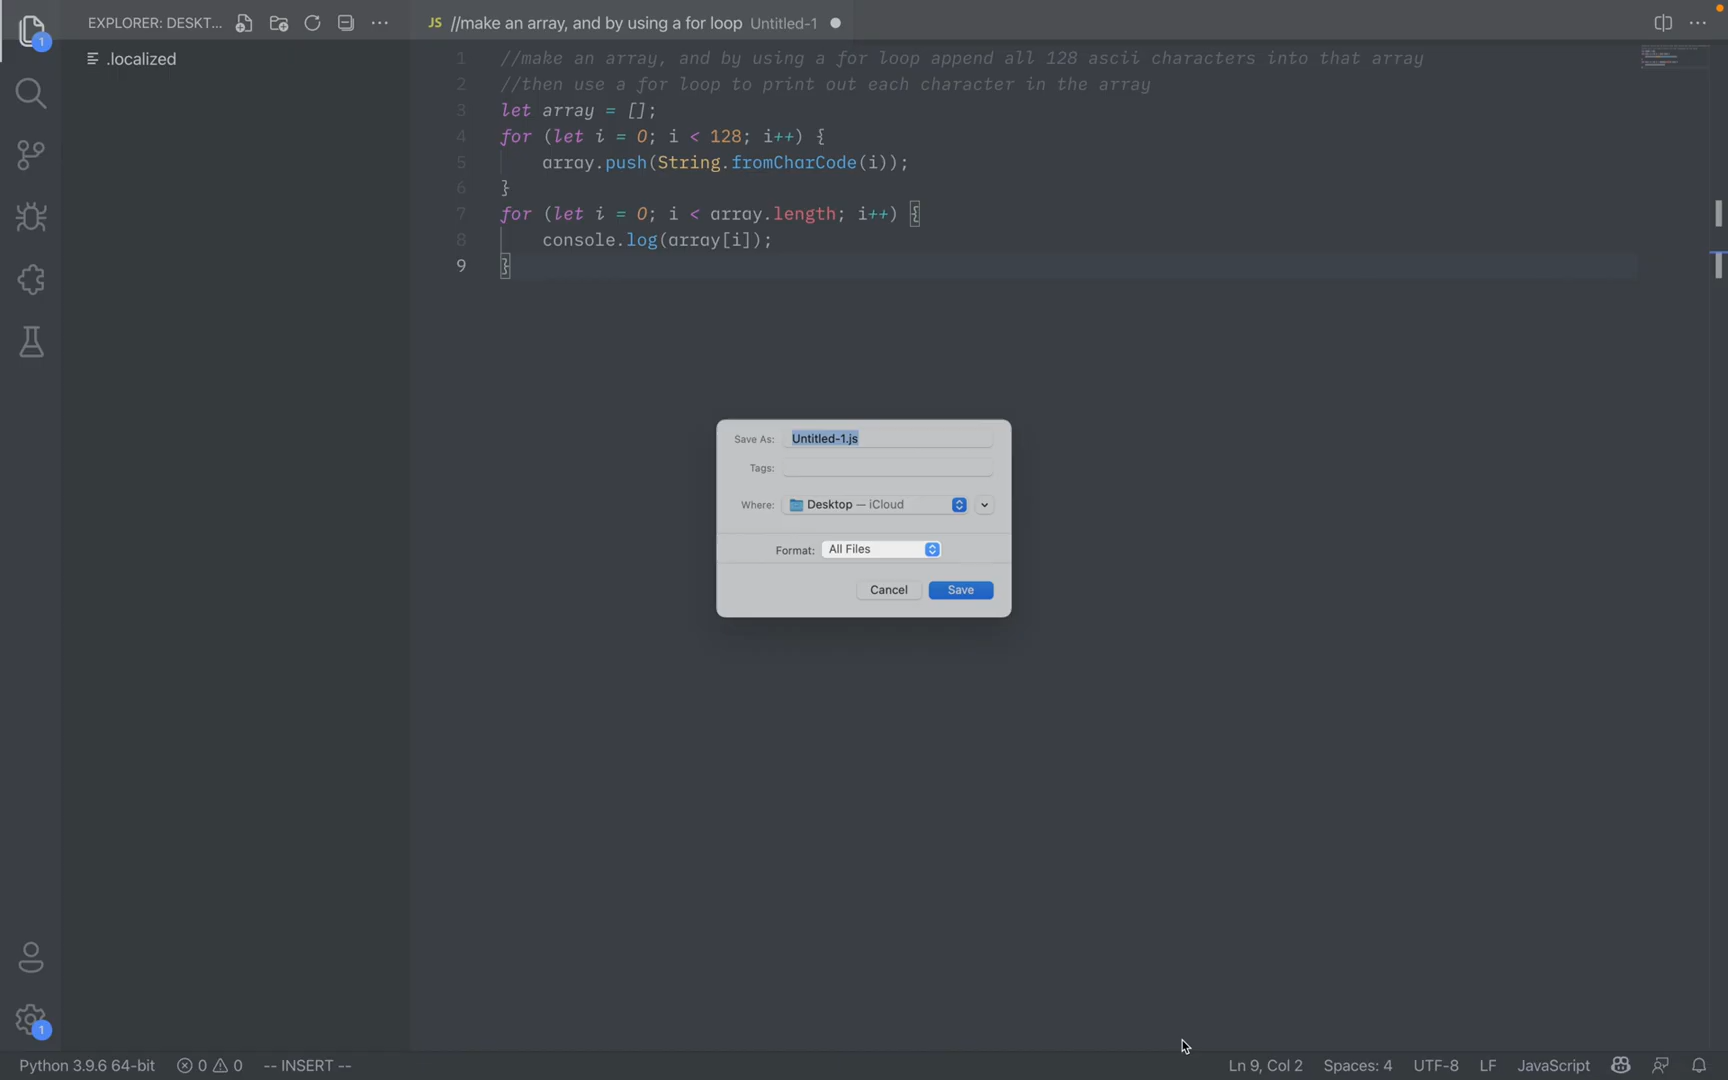 EXPLORER: DESKT...
JS //make an array, and by using a for loop Untitled-1
.localized
1 //make an array, and by using a for loop append all 128 ascii characters into that array
2 //then use a for loop to print out each character in the array
3 let array = [];
4 for (let i = 0; i < 128; i++) {
5 array.push(String.fromCharCode(i));
6 }
7 for (let i = 0; i < array.length; i++) {
8 console.log(array[i]);
9 }
Save As: Untitled-1.js
Tags:
Where: Desktop — iCloud
Format: All Files
Cancel Save
1
1
Python 3.9.6 64-bit 0 0 -- INSERT -- Ln 9, Col 2 Spaces: 4 UTF-8 LF JavaScript